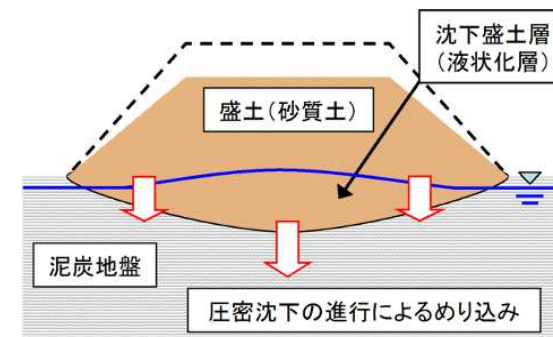 沈下盛土層
(液状化層)
盛土(砂質土)
泥炭地盤
圧密沈下の進行によるめり込み